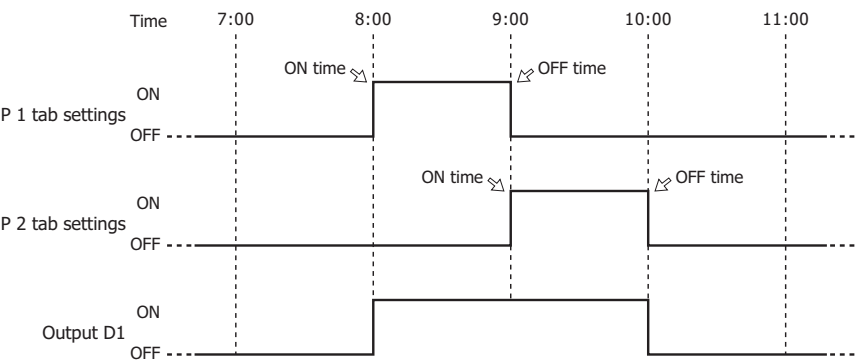 Time 7:00 8:00 9:00 10:00 11:00
ON time OFF time
ON
P 1 tab settings
OFF
ON time OFF time
ON
P 2 tab settings
OFF
ON
Output D1
OFF